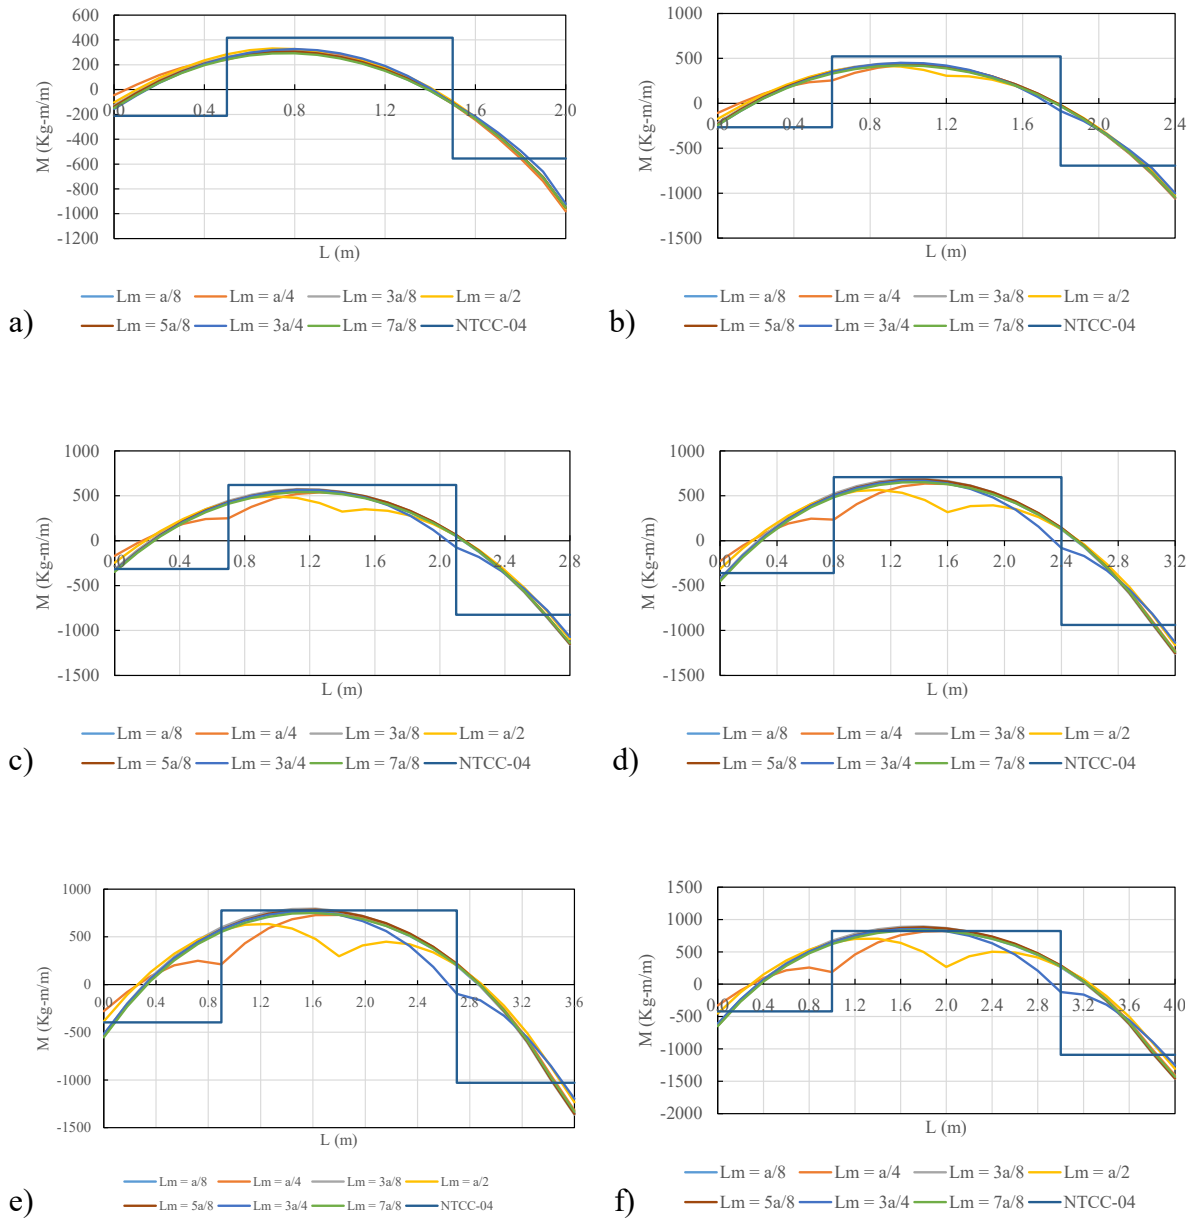 600
400
200
0
-200
-400
-600
-800
-1000
-1200
M (Kg-m/m)
0.0 0.4 0.8 1.2 1.6 2.0
L (m)
Lm = a/8 Lm = a/4 Lm = 3a/8 Lm = a/2
Lm = 5a/8 Lm = 3a/4 Lm = 7a/8 NTCC-04
a)
1000
500
0
-500
-1000
-1500
M (Kg-m/m)
0.0 0.4 0.8 1.2 1.6 2.0 2.4
L (m)
Lm = a/8 Lm = a/4 Lm = 3a/8 Lm = a/2
Lm = 5a/8 Lm = 3a/4 Lm = 7a/8 NTCC-04
b)
1000
500
0
-500
-1000
-1500
M (Kg-m/m)
0.0 0.4 0.8 1.2 1.6 2.0 2.4 2.8
L (m)
Lm = a/8 Lm = a/4 Lm = 3a/8 Lm = a/2
Lm = 5a/8 Lm = 3a/4 Lm = 7a/8 NTCC-04
c)
1000
500
0
-500
-1000
-1500
M (Kg-m/m)
0.0 0.4 0.8 1.2 1.6 2.0 2.4 2.8 3.2
L (m)
Lm = a/8 Lm = a/4 Lm = 3a/8 Lm = a/2
Lm = 5a/8 Lm = 3a/4 Lm = 7a/8 NTCC-04
d)
1000
500
0
-500
-1000
-1500
M (Kg-m/m)
0.0 0.4 0.8 1.2 1.6 2.0 2.4 2.8 3.2 3.6
L (m)
Lm = a/8 Lm = a/4 Lm = 3a/8 Lm = a/2
Lm = 5a/8 Lm = 3a/4 Lm = 7a/8 NTCC-04
e)
1500
1000
500
0
-500
-1000
-1500
-2000
M (Kg-m/m)
0.0 0.4 0.8 1.2 1.6 2.0 2.4 2.8 3.2 3.6 4.0
L (m)
Lm = a/8 Lm = a/4 Lm = 3a/8 Lm = a/2
Lm = 5a/8 Lm = 3a/4 Lm = 7a/8 NTCC-04
f)